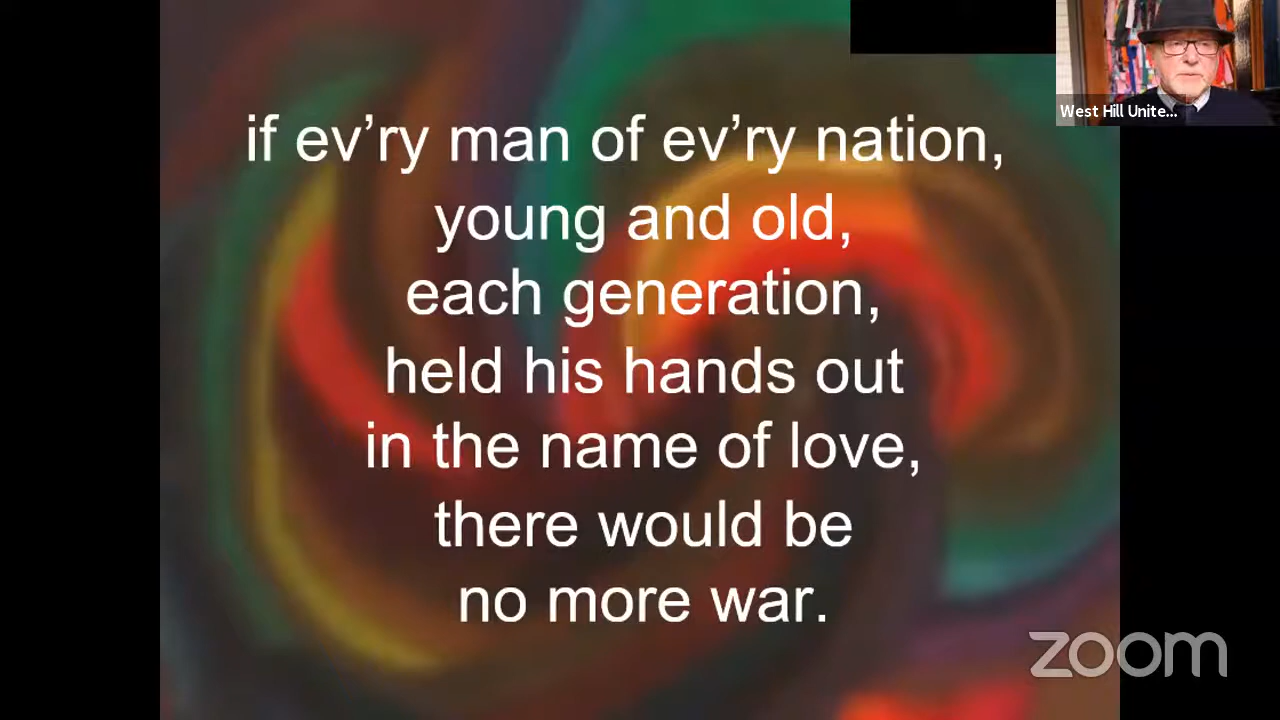 if ev’ry man of ev’ry nation,
young and old,
each generation,
held his hands out
in the name of love,
there would be
no more war.
West Hill Unite...
zoom